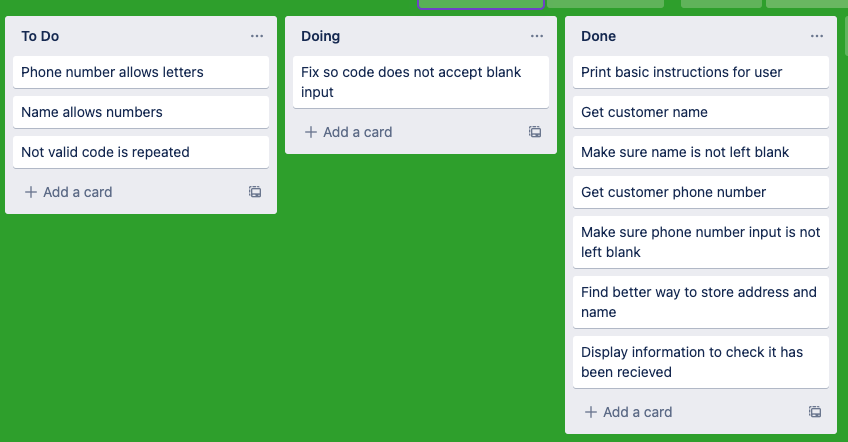 To Do
Phone number allows letters
Name allows numbers
Not valid code is repeated
Add a card
Doing
Fix so code does not accept blank
input
Add a card
Done
Print basic instructions for user
Get customer name
Make sure name is not left blank
Get customer phone number
Make sure phone number input is not
left blank
Find better way to store address and
name
Display information to check it has
been recieved
Add a card